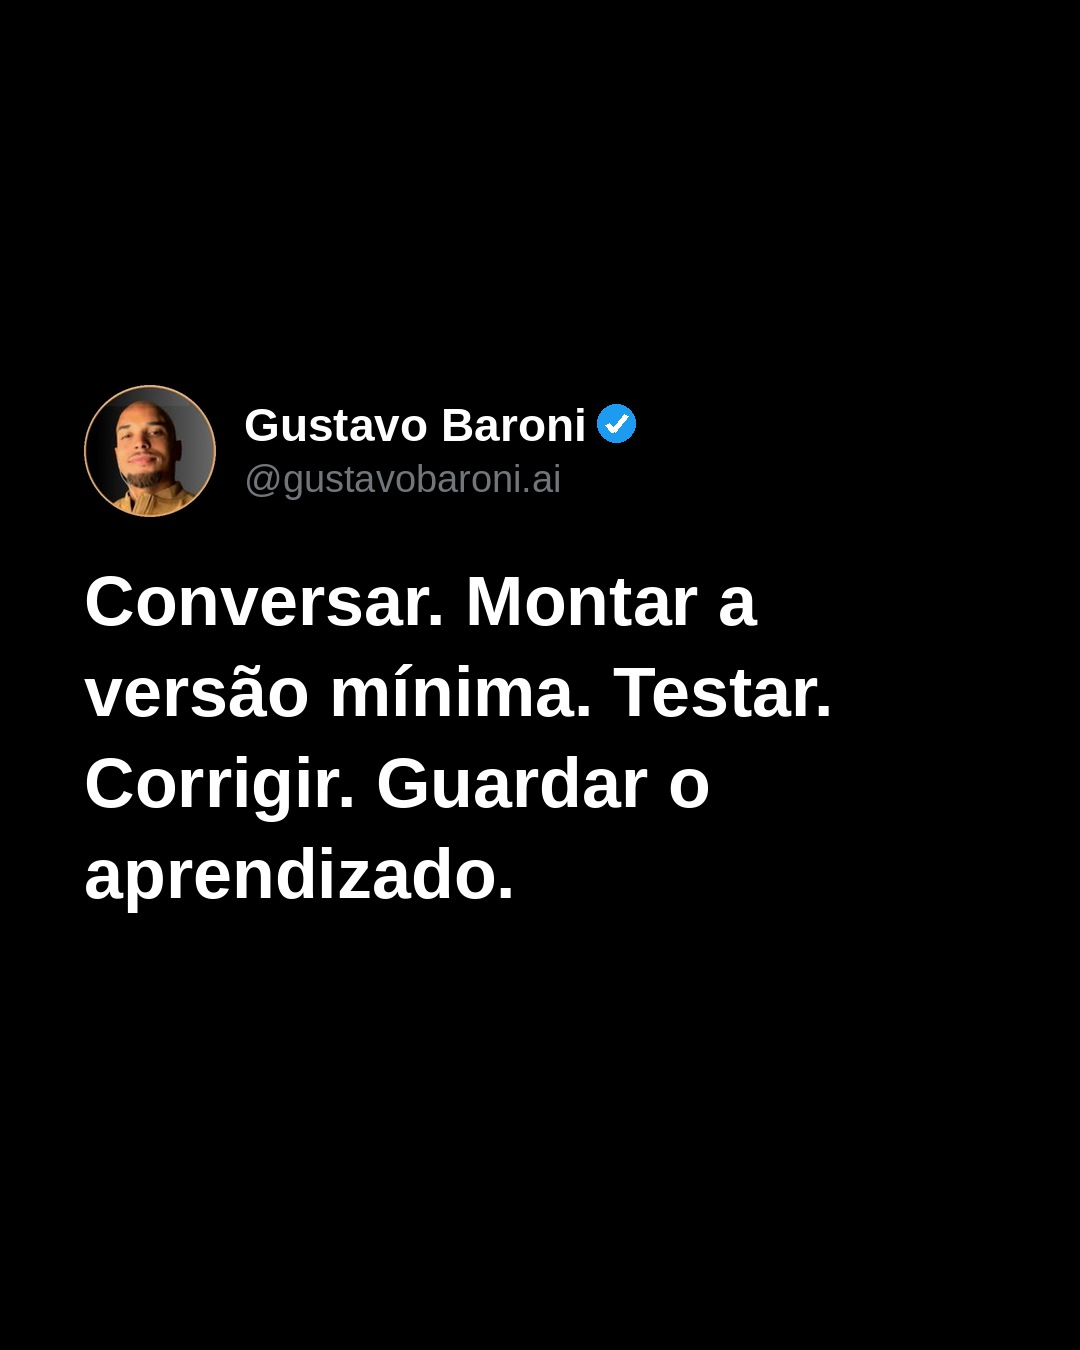 Gustavo Baroni
@gustavobaroni.ai
Conversar. Montar a
versão mínima. Testar.
Corrigir. Guardar o
aprendizado.